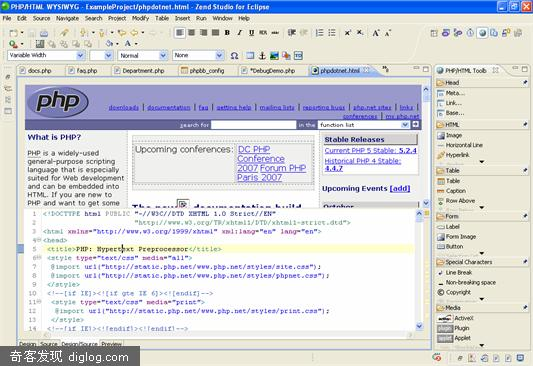 PHP/HTML WYSIWYG - ExampleProject/phpdotnet.html - Zend Studio for Eclipse
File Edit Source Navigate Search Project Modify Table Insert Run Window Help
Variable Width Normal None
docs.php faq.php Department.php phpbb_config *DebugDemo.php phpdotnet.html
php
downloads | documentation | faq | getting help | mailing lists | reporting bugs | php.net sites | links |
conferences | my php.net
search for in the function list
What is PHP?
PHP is a widely-used
general-purpose scripting
language that is especially
suited for Web development
and can be embedded into
HTML. If you are new to
PHP and want to get some
Upcoming conferences: DC PHP
Conference
2007 Forum PHP
Paris 2007
Stable Releases
Current PHP 5 Stable: 5.2.4
Historical PHP 4 Stable:
4.4.7
Upcoming Events [add]
1 <!DOCTYPE html PUBLIC "-//W3C//DTD XHTML 1.0 Strict//EN"
2 "http://www.w3.org/TR/xhtml1/DTD/xhtml1-strict.dtd">
3 <html xmlns="http://www.w3.org/1999/xhtml" xml:lang="en" lang="en">
4 <head>
5 <title>PHP: Hypertext Preprocessor</title>
6 <style type="text/css" media="all">
7 @import url("http://static.php.net/www.php.net/styles/site.css");
8 @import url("http://static.php.net/www.php.net/styles/phpnet.css");
9 </style>
10 <!--[if IE]><![if gte IE 6]><![endif]-->
11 <style type="text/css" media="print">
12 @import url("http://static.php.net/www.php.net/styles/print.css");
13 </style>
14 <!--[if IE]><![endif]><![endif]-->
Design Source Design/Source Preview
PHP/HTML Toolb
Head
Meta...
Link...
Base...
HTML
Image
Horizontal Line
Hyperlink
Table
Table
Caption
Row Above
Form
Form
Label
Button
Special Characters
Line Break
Non-breaking space
Copyright
Media
ActiveX
Plugin
Applet
奇客发现 diglog.com